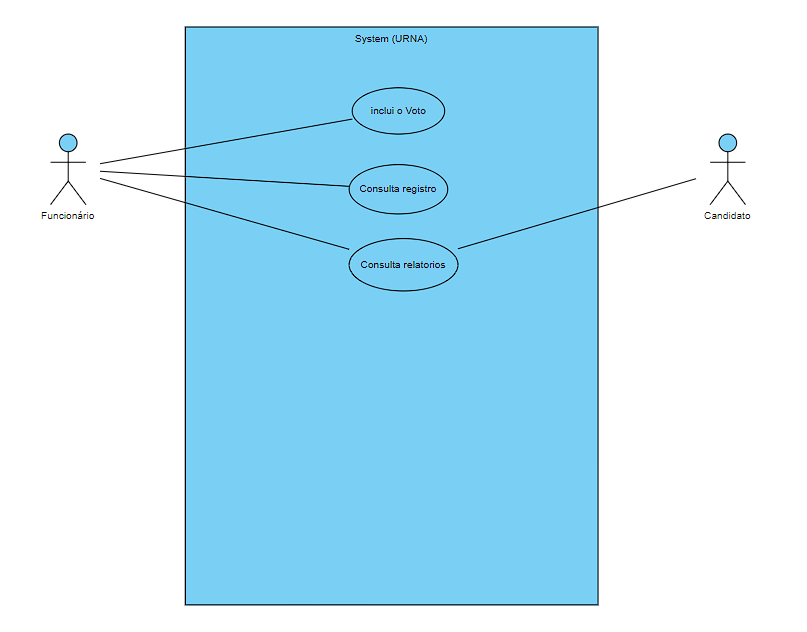 System (URNA)
inclui o Voto
Consulta registro
Funcionário
Candidato
Consulta relatorios